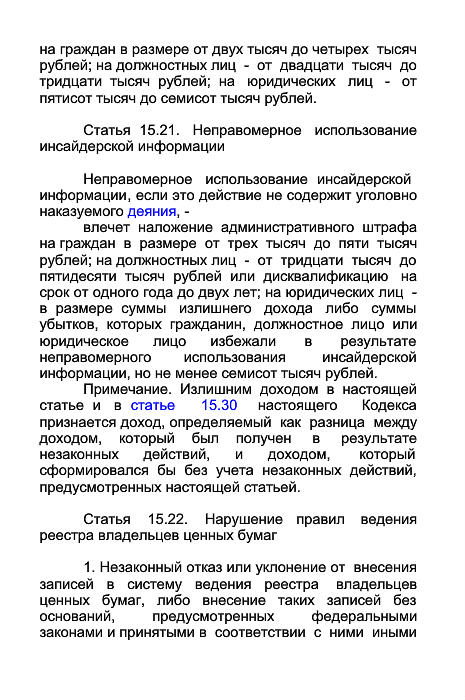 на граждан в размере от двух тысяч до четырех тысяч
рублей; на должностных лиц - от двадцати тысяч до
тридцати тысяч рублей; на юридических лиц - от
пятисот тысяч до семисот тысяч рублей.
Статья 15.21. Неправомерное использование
инсайдерской информации
Неправомерное использование инсайдерской
информации, если это действие не содержит уголовно
наказуемого деяния, -
влечет наложение административного штрафа
на граждан в размере от трех тысяч до пяти тысяч
рублей; на должностных лиц - от тридцати тысяч до
пятидесяти тысяч рублей или дисквалификацию на
срок от одного года до двух лет; на юридических лиц -
в размере суммы излишнего дохода либо суммы
убытков, которых гражданин, должностное лицо или
юридическое лицо избежали в результате
неправомерного использования инсайдерской
информации, но не менее семисот тысяч рублей.
Примечание. Излишним доходом в настоящей
статье и в статье 15.30 настоящего Кодекса
признается доход, определяемый как разница между
доходом, который был получен в результате
незаконных действий, и доходом, который
сформировался бы без учета незаконных действий,
предусмотренных настоящей статьей.
Статья 15.22. Нарушение правил ведения
реестра владельцев ценных бумаг
1. Незаконный отказ или уклонение от внесения
записей в систему ведения реестра владельцев
ценных бумаг, либо внесение таких записей без
оснований, предусмотренных федеральными
законами и принятыми в соответствии с ними иными